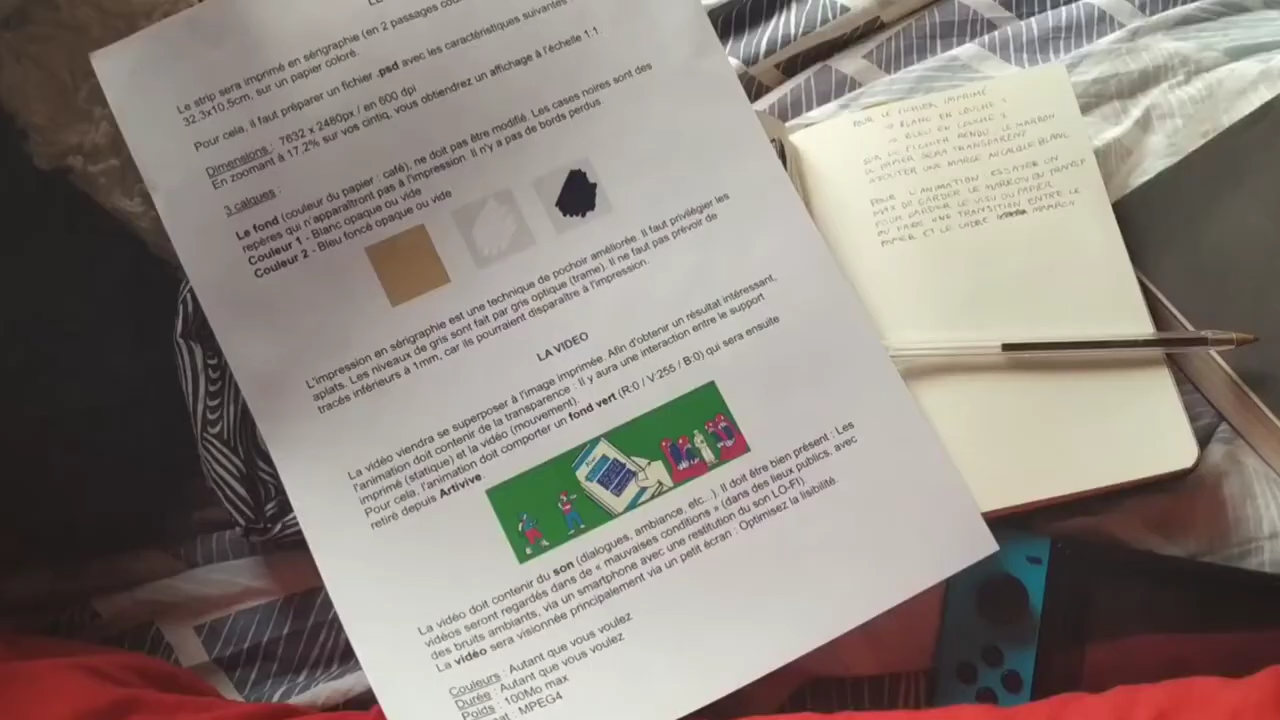 LE
Le strip sera imprimé en sérigraphie (en 2 passages
32,3x10,5cm, sur un papier coloré.
Pour cela, il faut préparer un fichier .psd avec les caractéristiques suivantes :
Dimensions : 7632 x 2480px / en 600 dpi
En zoomant à 17,2% sur vos cintiq, vous obtiendrez un affichage à l'échelle 1:1.
3 calques :
Le fond (couleur du papier : café), ne doit pas être modifié. Les cases noires sont des
repères qui n'apparaîtront pas à l'impression. Il n'y a pas de bords perdus
Couleur 1 - Blanc opaque ou vide
Couleur 2 - Bleu foncé opaque ou vide
L'impression en sérigraphie est une technique de pochoir améliorée. Il faut privilégier les
aplats. Les niveaux de gris sont fait par gris optique (trame). Il ne faut pas prévoir de
tracés inférieurs à 1mm, car ils pourraient disparaître à l'impression.
LA VIDEO
La vidéo viendra se superposer à l'image imprimée. Afin d'obtenir un résultat intéressant,
l'animation doit contenir de la transparence : Il y aura une interaction entre le support
imprimé (statique) et la vidéo (mouvement).
Pour cela, l'animation doit comporter un fond vert (R:0 / V:255 / B:0) qui sera ensuite
retiré depuis Artivive.
La vidéo doit contenir du son (dialogues, ambiance, etc...). Il doit être bien présent : Les
vidéos seront regardés dans de « mauvaises conditions » (dans des lieux publics, avec
des bruits ambiants, via un smartphone avec une restitution du son LO-FI).
La vidéo sera visionnée principalement via un petit écran : Optimisez la lisibilité.
Couleurs : Autant que vous voulez
Durée : Autant que vous voulez
Poids : 100Mo max
: MPEG4
POUR LE FICHIER IMPRIMÉ
→ BLANC EN COUCHE 1
→ BLEU EN COUCHE 2
SUR LE FICHIER RENDU LE MARRON
DU PAPIER SERA TRANSPARENT
AJOUTER UNE MARGE AU CALQUE BLANC
POUR L'ANIMATION ESSAYER UN
MAX DE GARDER LE MARRON EN TRANSP
POUR GARDER LE VISU DU PAPIER
OU FAIRE UNE TRANSITION ENTRE LE
PAPIER ET LE CADRE MARRON